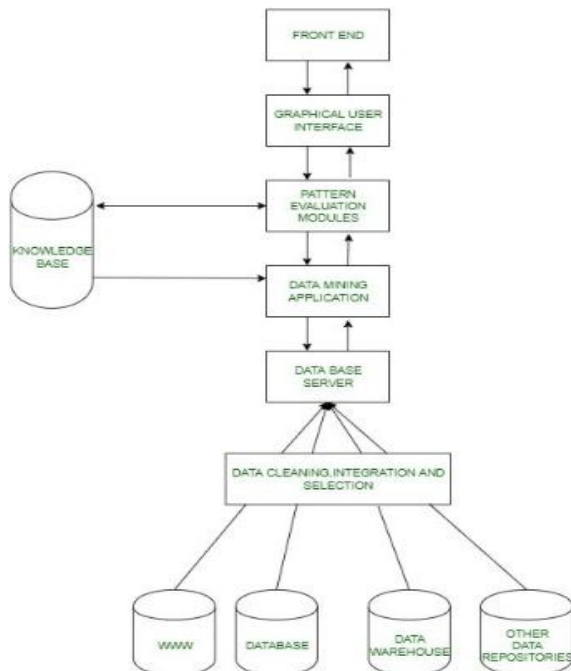 FRONT END
GRAPHICAL USER
INTERFACE
PATTERN
EVALUATION
MODULES
KNOWLEDGE
BASE
DATA MINING
APPLICATION
DATA BASE
SERVER
DATA CLEANING,INTEGRATION AND
SELECTION
WWW
DATABASE
DATA
WAREHOUSE
OTHER
DATA
REPOSITORIES